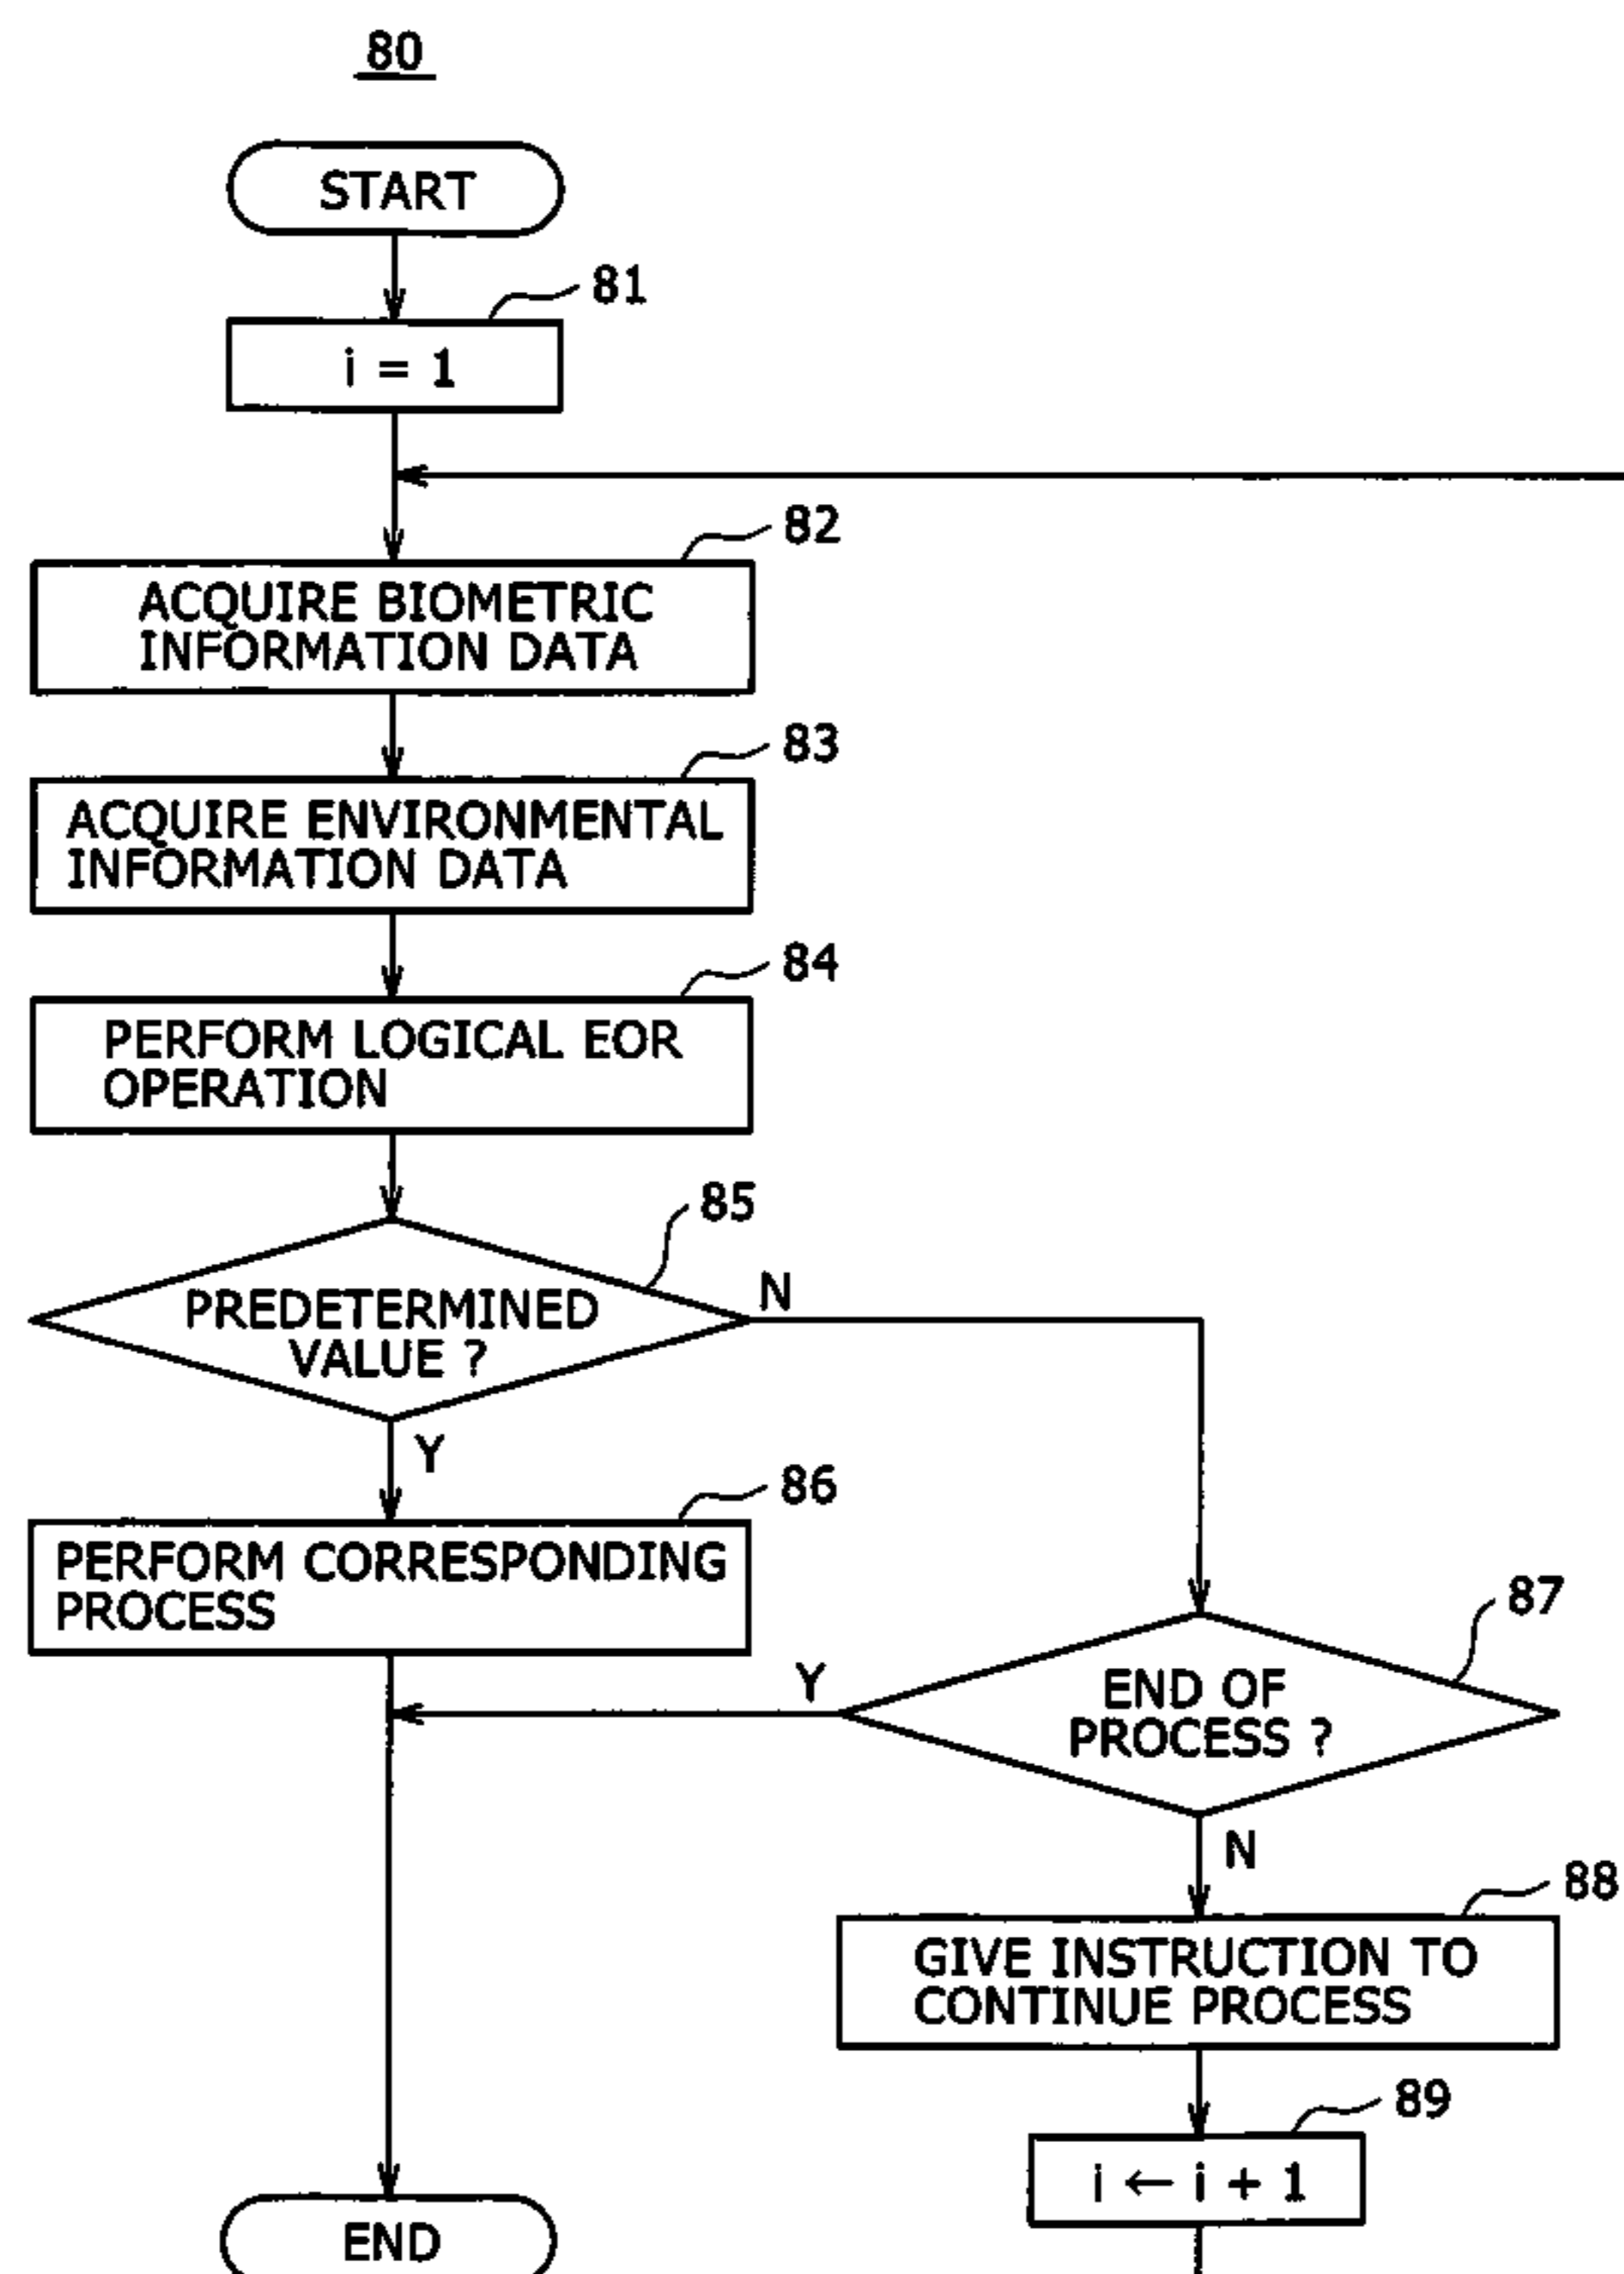 80
START
81
i = 1
82
ACQUIRE BIOMETRIC
INFORMATION DATA
83
ACQUIRE ENVIRONMENTAL
INFORMATION DATA
84
PERFORM LOGICAL EOR
OPERATION
85
PREDETERMINED
VALUE ?
N
Y
86
PERFORM CORRESPONDING
PROCESS
87
END OF
PROCESS ?
Y
N
88
GIVE INSTRUCTION TO
CONTINUE PROCESS
89
i ← i + 1
END